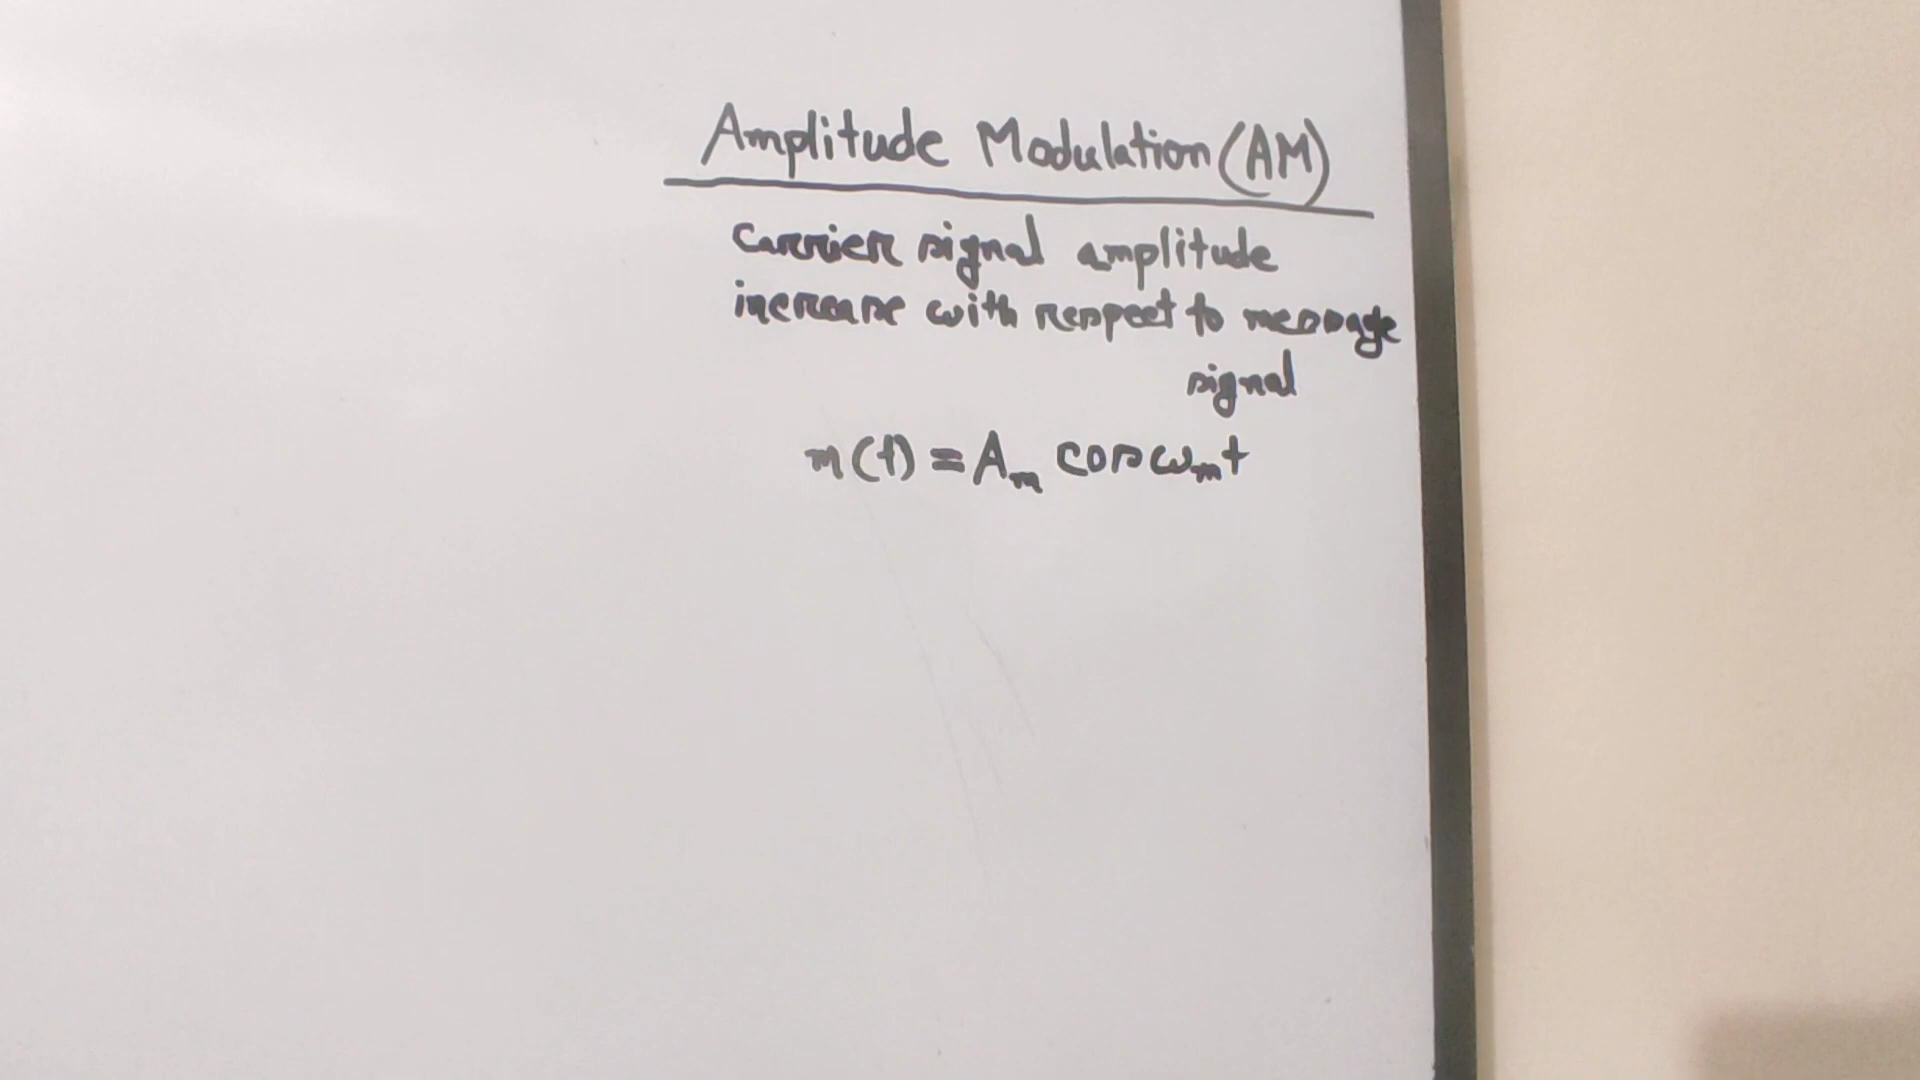 Amplitude Modulation (AM)
Carrier signal amplitude
increase with respect to message
signal
m(t) = Am cos ωmt